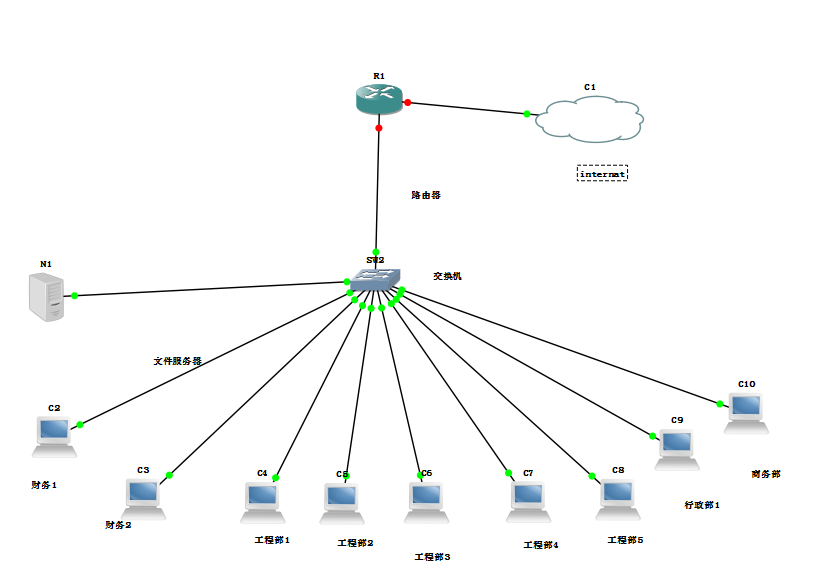 R1
C1
internat
路由器
N1
SW2
交换机
文件服务器
C2
C3
C4
C5
C6
C7
C8
C9
C10
财务1
财务2
工程部1
工程部2
工程部3
工程部4
工程部5
行政部1
商务部